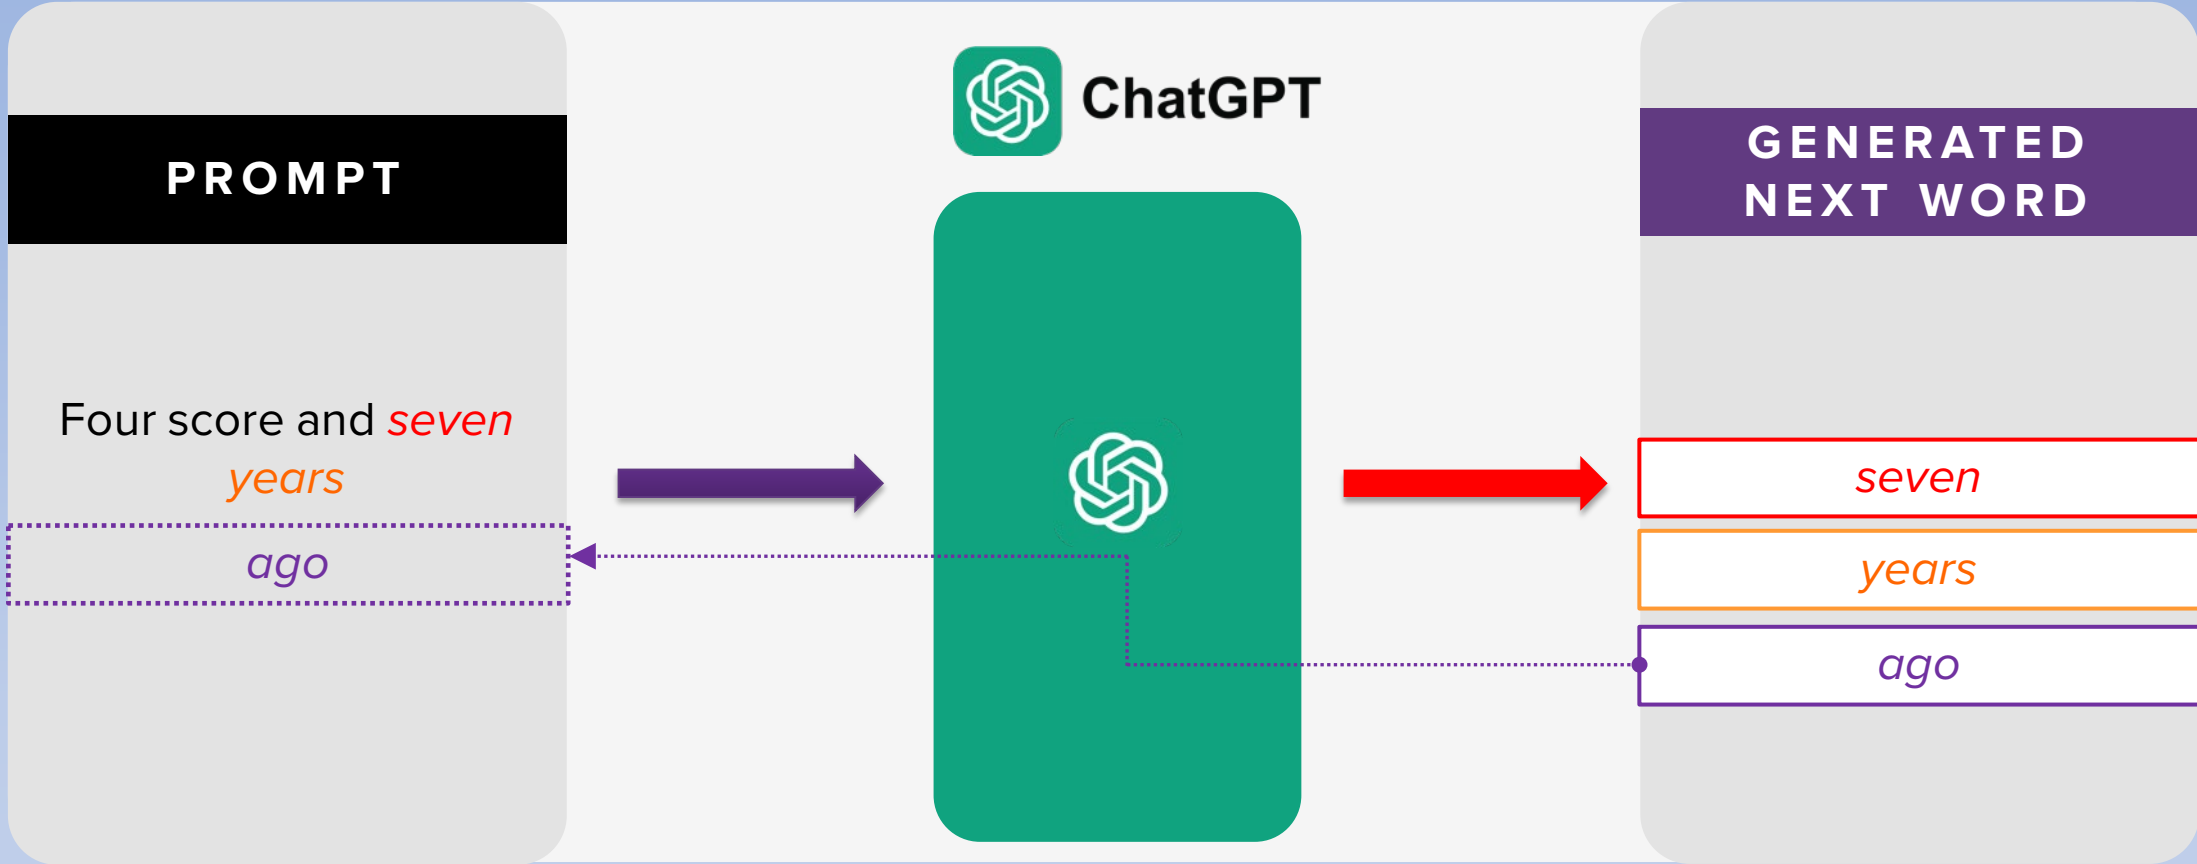 PROMPT
Four score and seven
years
ago
ChatGPT
GENERATED
NEXT WORD
seven
years
ago